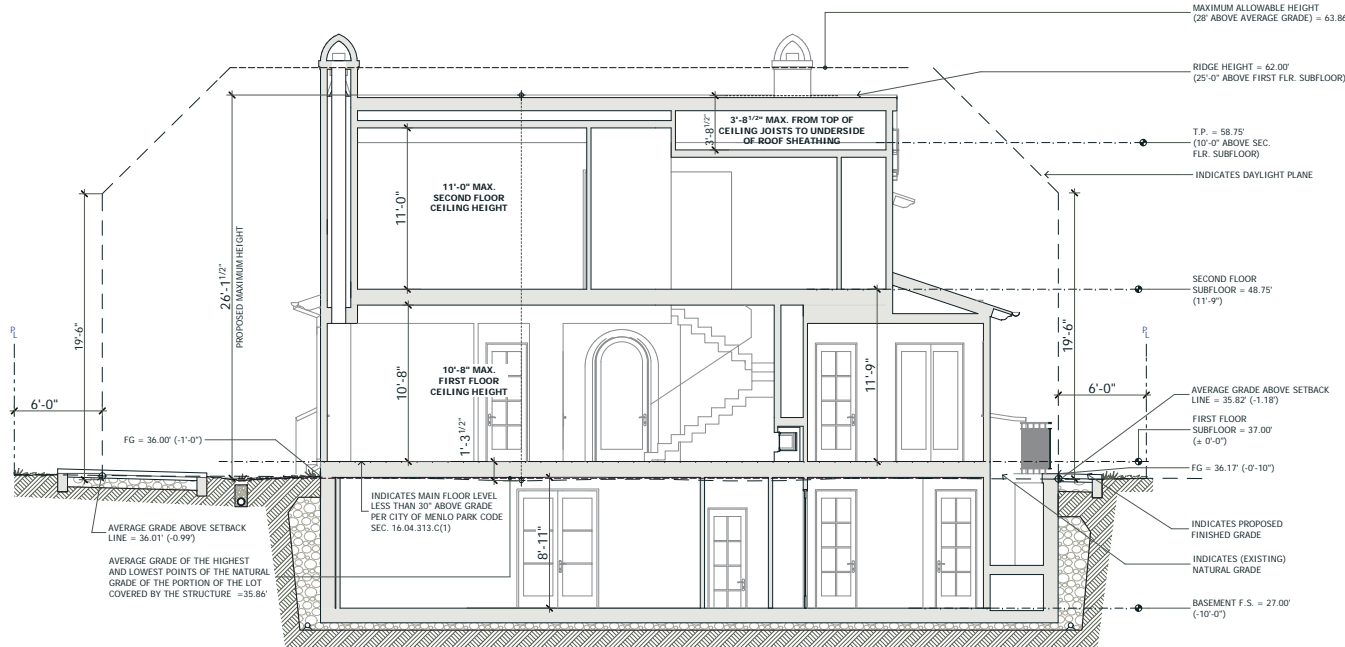 MAXIMUM ALLOWABLE HEIGHT
(28' ABOVE AVERAGE GRADE) = 63.86
RIDGE HEIGHT = 62.00'
(25'-0" ABOVE FIRST FLR. SUBFLOOR)
3'-8 1/2"
3'-8 1/2" MAX. FROM TOP OF
CEILING JOISTS TO UNDERSIDE
OF ROOF SHEATHING
T.P. = 58.75'
(10'-0" ABOVE SEC.
FLR. SUBFLOOR)
INDICATES DAYLIGHT PLANE
11'-0"
11'-0" MAX.
SECOND FLOOR
CEILING HEIGHT
26'-1 1/2"
PROPOSED MAXIMUM HEIGHT
SECOND FLOOR
SUBFLOOR = 48.75'
(11'-9")
PL
19'-6"
19'-6"
PL
10'-8"
10'-8" MAX.
FIRST FLOOR
CEILING HEIGHT
11'-9"
6'-0"
6'-0"
AVERAGE GRADE ABOVE SETBACK
LINE = 35.82' (-1.18')
FIRST FLOOR
SUBFLOOR = 37.00'
(± 0'-0")
FG = 36.00' (-1'-0")
1'-3 1/2"
FG = 36.17' (-0'-10")
INDICATES MAIN FLOOR LEVEL
LESS THAN 30" ABOVE GRADE
PER CITY OF MENLO PARK CODE
SEC. 16.04.313.C(1)
8'-11"
AVERAGE GRADE ABOVE SETBACK
LINE = 36.01' (-0.99')
INDICATES PROPOSED
FINISHED GRADE
AVERAGE GRADE OF THE HIGHEST
AND LOWEST POINTS OF THE NATURAL
GRADE OF THE PORTION OF THE LOT
COVERED BY THE STRUCTURE =35.86'
INDICATES (EXISTING)
NATURAL GRADE
BASEMENT F.S. = 27.00'
(-10'-0")